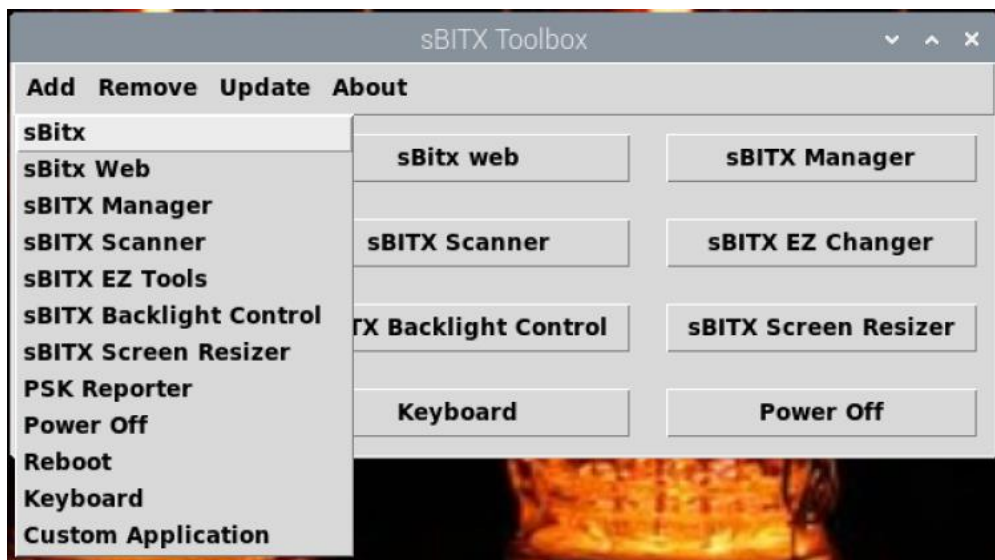 sBITX Toolbox
Add Remove Update About
sBitx
sBitx Web
sBITX Manager
sBITX Scanner
sBITX EZ Tools
sBITX Backlight Control
sBITX Screen Resizer
PSK Reporter
Power Off
Reboot
Keyboard
Custom Application
sBitx web
sBITX Manager
sBITX Scanner
sBITX EZ Changer
TX Backlight Control
sBITX Screen Resizer
Keyboard
Power Off